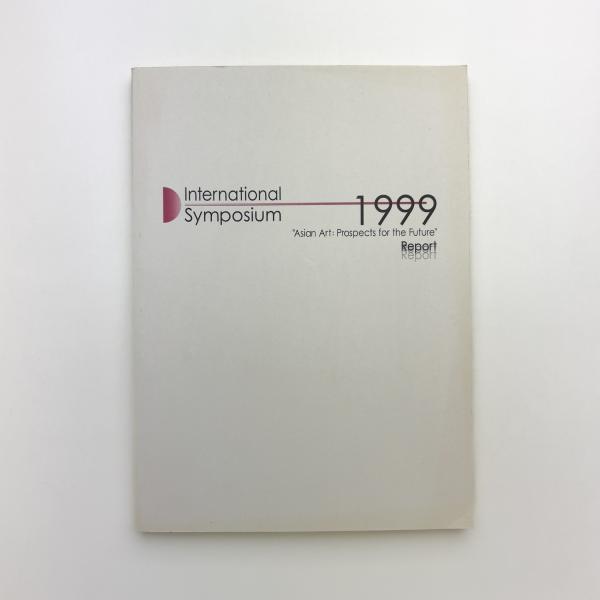 International
Symposium
1999
"Asian Art: Prospects for the Future"
Report
Report